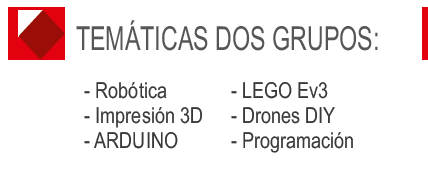 TEMÁTICAS DOS GRUPOS:
- Robótica
- Impresión 3D
- ARDUINO
- LEGO Ev3
- Drones DIY
- Programación